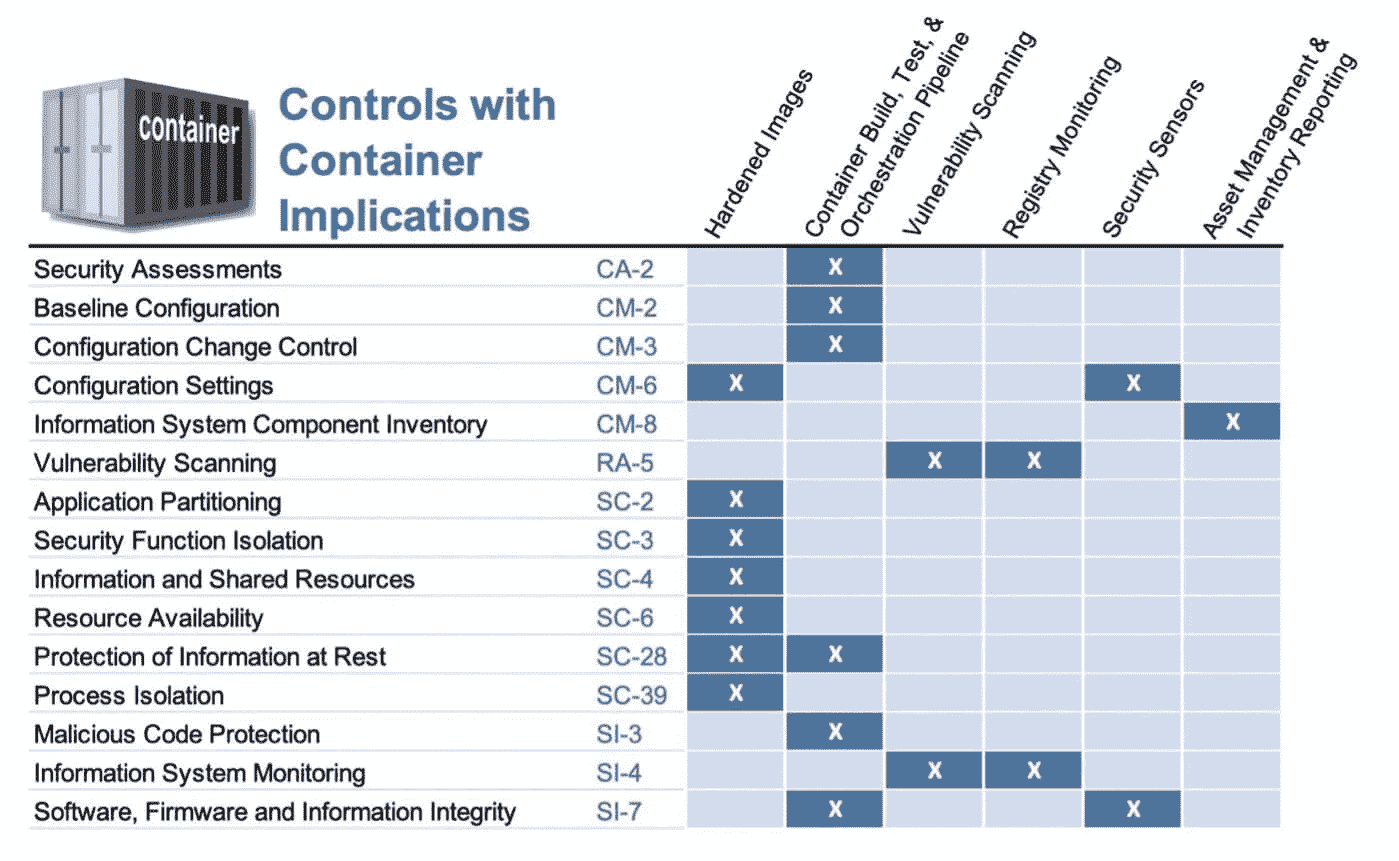 container
Controls with
Container
Implications
Hardened Images
Container Build, Test, &
Orchestration Pipeline
Vulnerability Scanning
Registry Monitoring
Security Sensors
Asset Management &
Inventory Reporting
Security Assessments CA-2 X
Baseline Configuration CM-2 X
Configuration Change Control CM-3 X
Configuration Settings CM-6 X X
Information System Component Inventory CM-8 X
Vulnerability Scanning RA-5 X X
Application Partitioning SC-2 X
Security Function Isolation SC-3 X
Information and Shared Resources SC-4 X
Resource Availability SC-6 X
Protection of Information at Rest SC-28 X X
Process Isolation SC-39 X
Malicious Code Protection SI-3 X
Information System Monitoring SI-4 X X
Software, Firmware and Information Integrity SI-7 X X